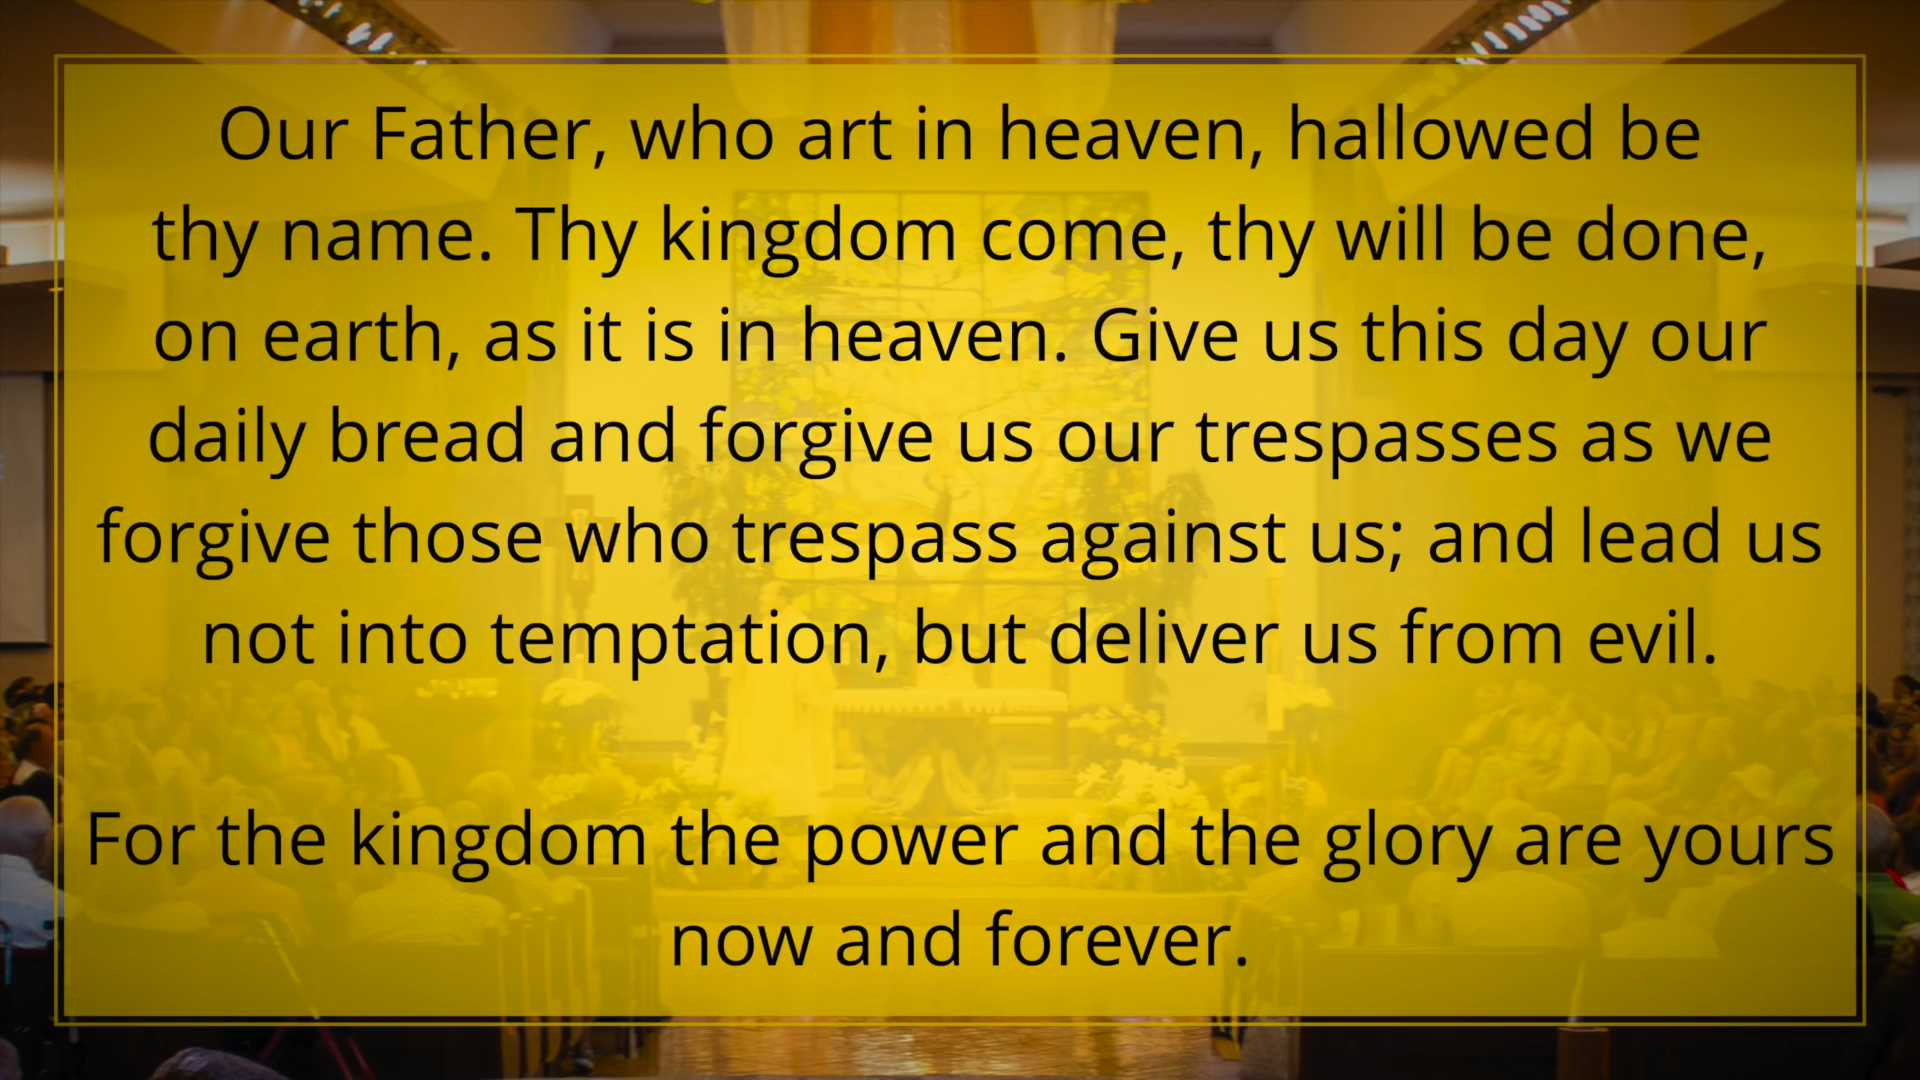 Our Father, who art in heaven, hallowed be
thy name. Thy kingdom come, thy will be done,
on earth, as it is in heaven. Give us this day our
daily bread and forgive us our trespasses as we
forgive those who trespass against us; and lead us
not into temptation, but deliver us from evil.
For the kingdom the power and the glory are yours
now and forever.